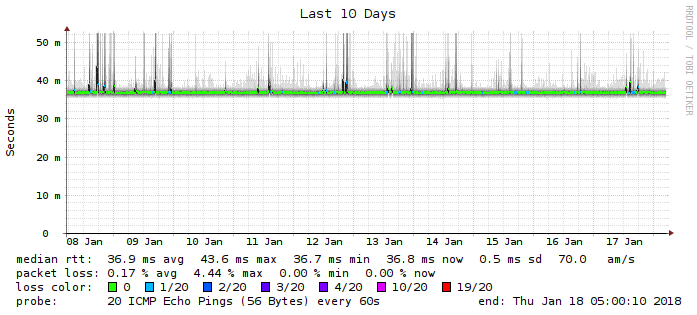 Last 10 Days
RRDTOOL / TOBI OETIKER
Seconds
50 m
40 m
30 m
20 m
10 m
0
08 Jan 09 Jan 10 Jan 11 Jan 12 Jan 13 Jan 14 Jan 15 Jan 16 Jan 17 Jan
median rtt: 36.9 ms avg 43.6 ms max 36.7 ms min 36.8 ms now 0.5 ms sd 70.0 am/s
packet loss: 0.17 % avg 4.44 % max 0.00 % min 0.00 % now
loss color: 0 1/20 2/20 3/20 4/20 10/20 19/20
probe: 20 ICMP Echo Pings (56 Bytes) every 60s end: Thu Jan 18 05:00:10 2018